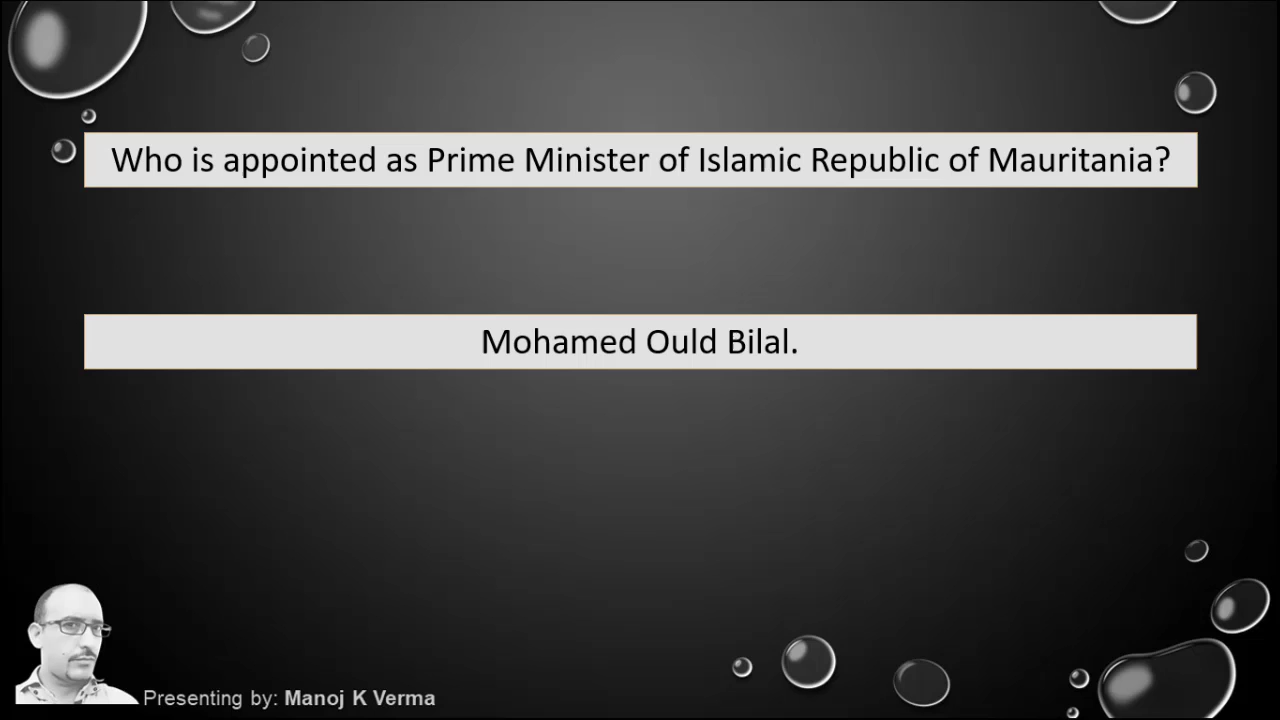 Who is appointed as Prime Minister of Islamic Republic of Mauritania?
Mohamed Ould Bilal.
Presenting by: Manoj K Verma